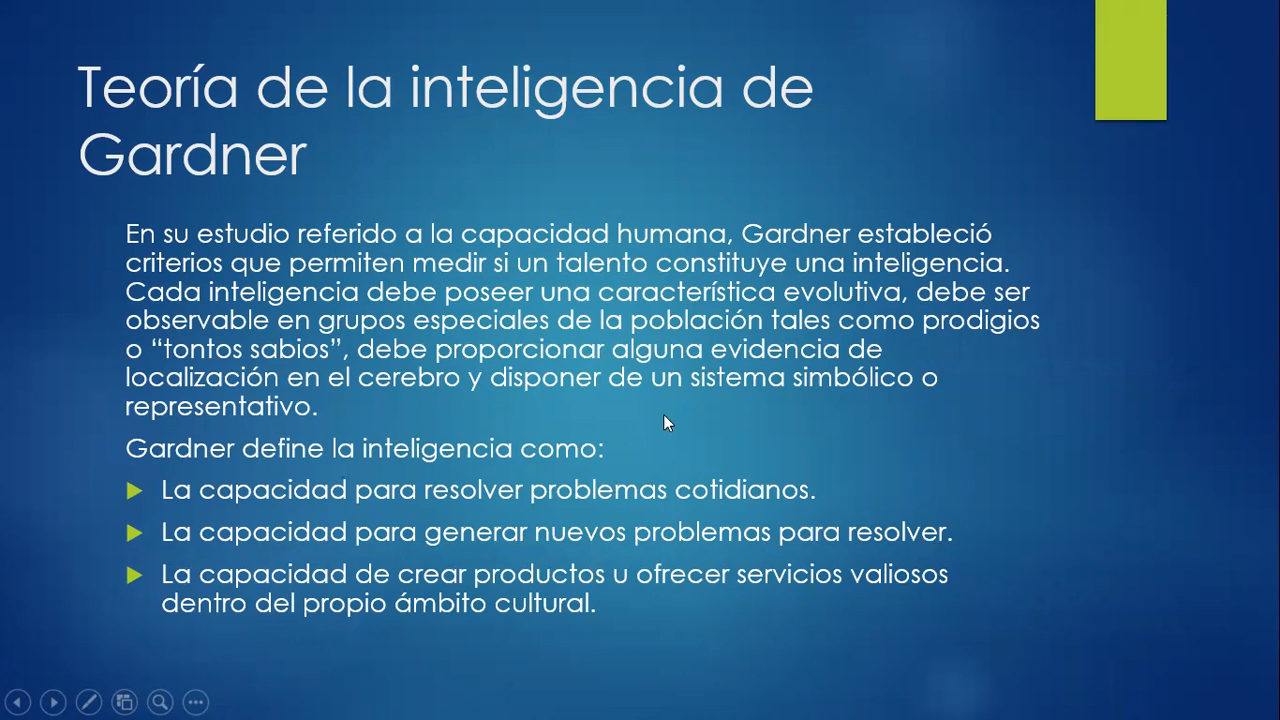 Teoría de la inteligencia de
Gardner
En su estudio referido a la capacidad humana, Gardner estableció
criterios que permiten medir si un talento constituye una inteligencia.
Cada inteligencia debe poseer una característica evolutiva, debe ser
observable en grupos especiales de la población tales como prodigios
o “tontos sabios”, debe proporcionar alguna evidencia de
localización en el cerebro y disponer de un sistema simbólico o
representativo.
Gardner define la inteligencia como:
La capacidad para resolver problemas cotidianos.
La capacidad para generar nuevos problemas para resolver.
La capacidad de crear productos u ofrecer servicios valiosos
dentro del propio ámbito cultural.